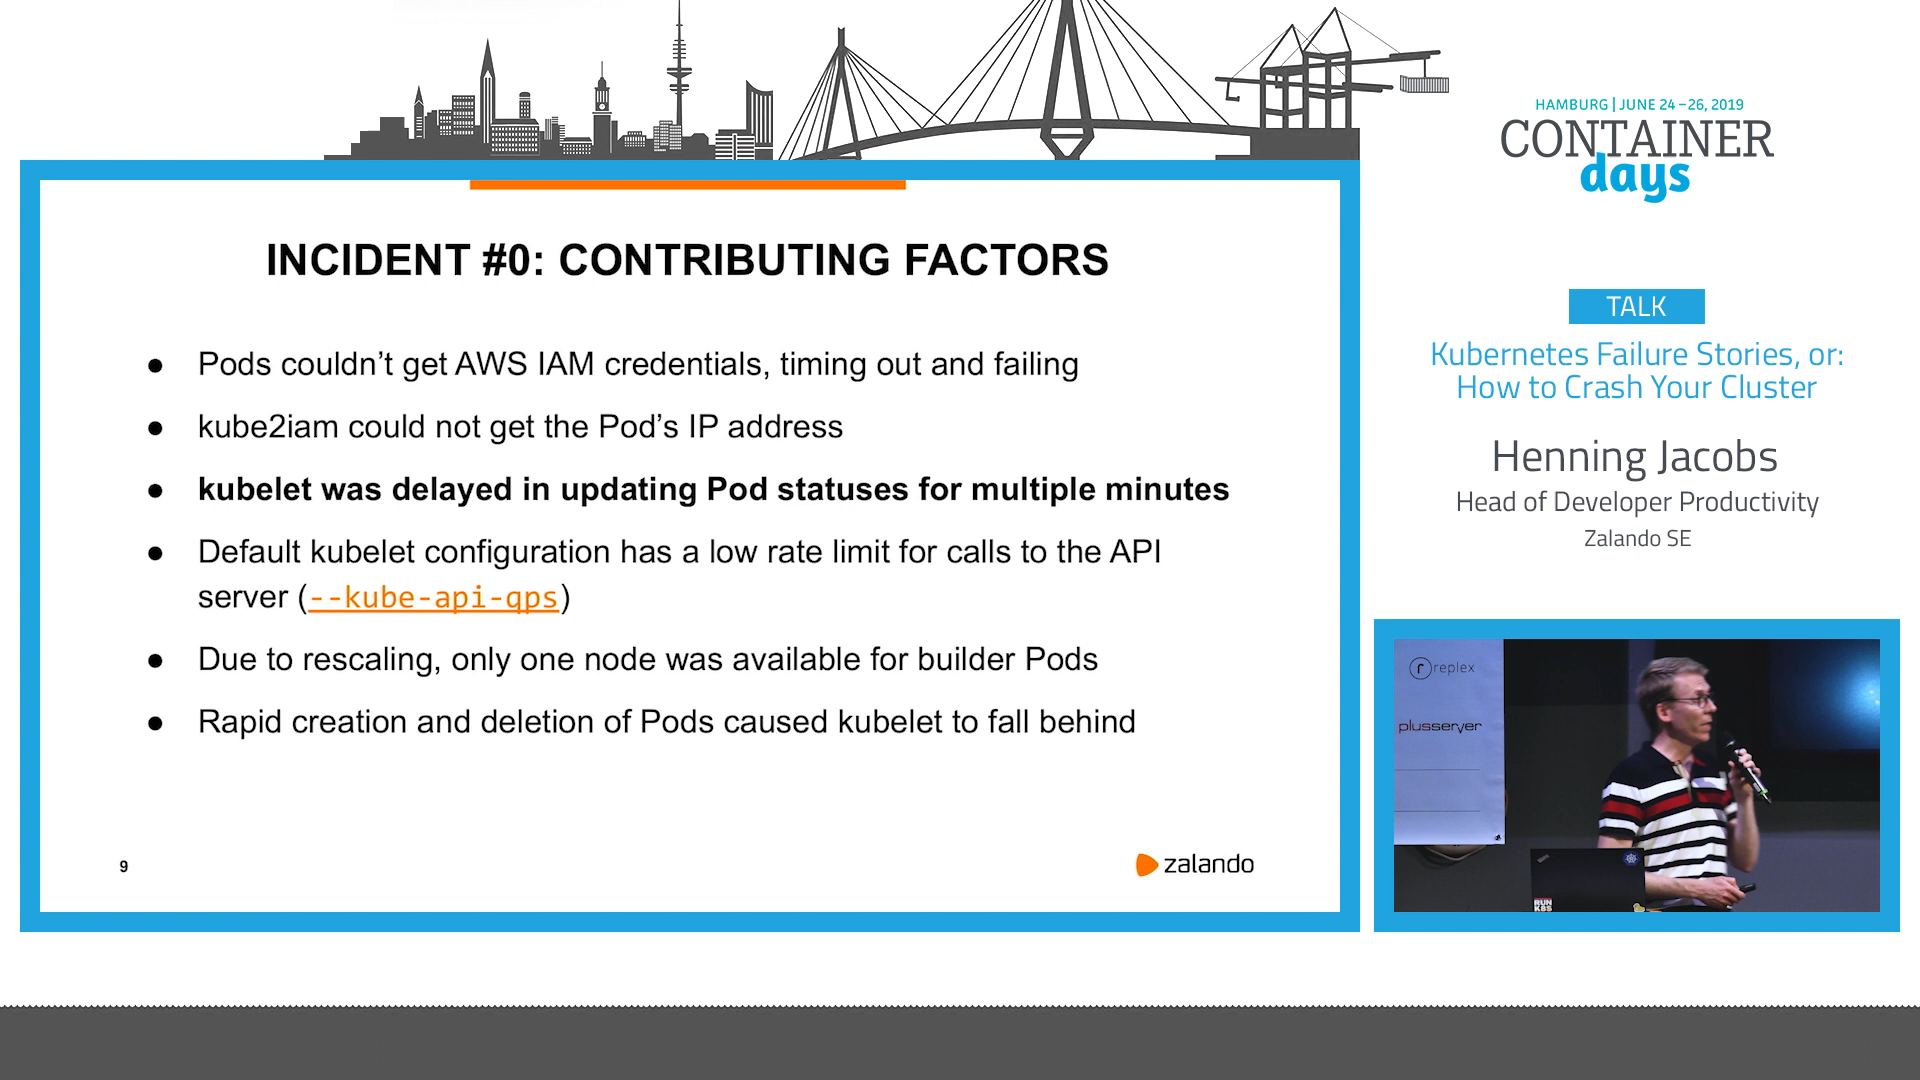 HAMBURG | JUNE 24 – 26, 2019
CONTAINER
days
INCIDENT #0: CONTRIBUTING FACTORS
● Pods couldn’t get AWS IAM credentials, timing out and failing
● kube2iam could not get the Pod’s IP address
● kubelet was delayed in updating Pod statuses for multiple minutes
● Default kubelet configuration has a low rate limit for calls to the API
server (--kube-api-qps)
● Due to rescaling, only one node was available for builder Pods
● Rapid creation and deletion of Pods caused kubelet to fall behind
9
zalando
TALK
Kubernetes Failure Stories, or:
How to Crash Your Cluster
Henning Jacobs
Head of Developer Productivity
Zalando SE
r replex
plusserver
RUN
K8S